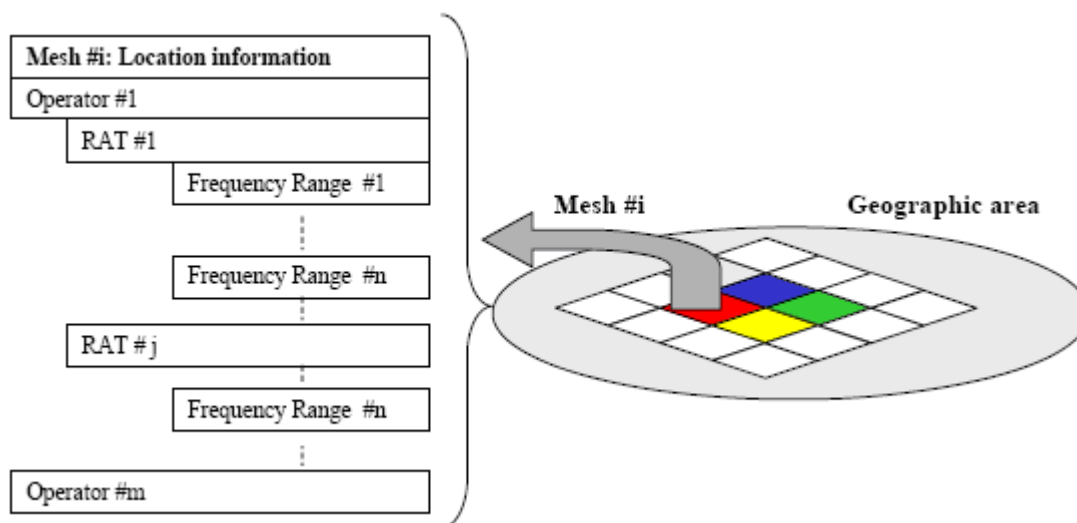 Mesh #i: Location information
Operator #1
RAT #1
Frequency Range #1
Frequency Range #n
RAT # j
Frequency Range #n
Operator #m
Mesh #i
Geographic area